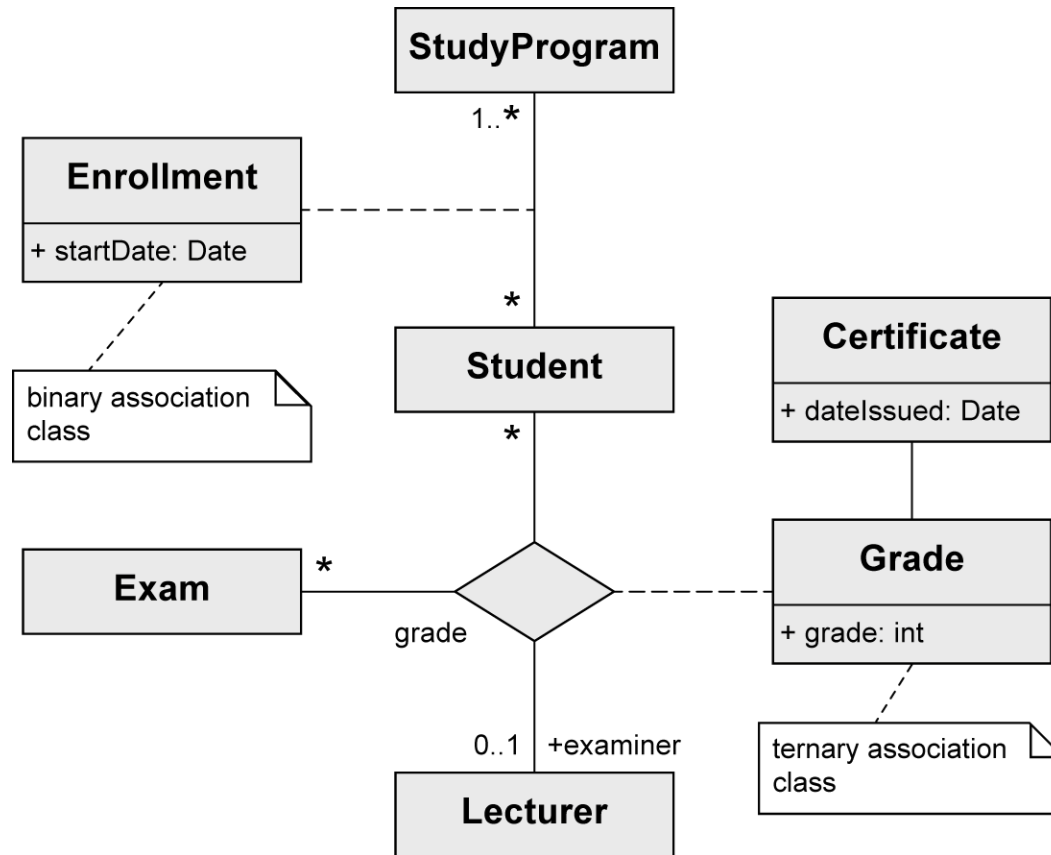 StudyProgram
1..*
Enrollment
+ startDate: Date
*
Student
binary association
class
*
Certificate
+ dateIssued: Date
Exam
*
grade
Grade
+ grade: int
0..1
+examiner
ternary association
class
Lecturer